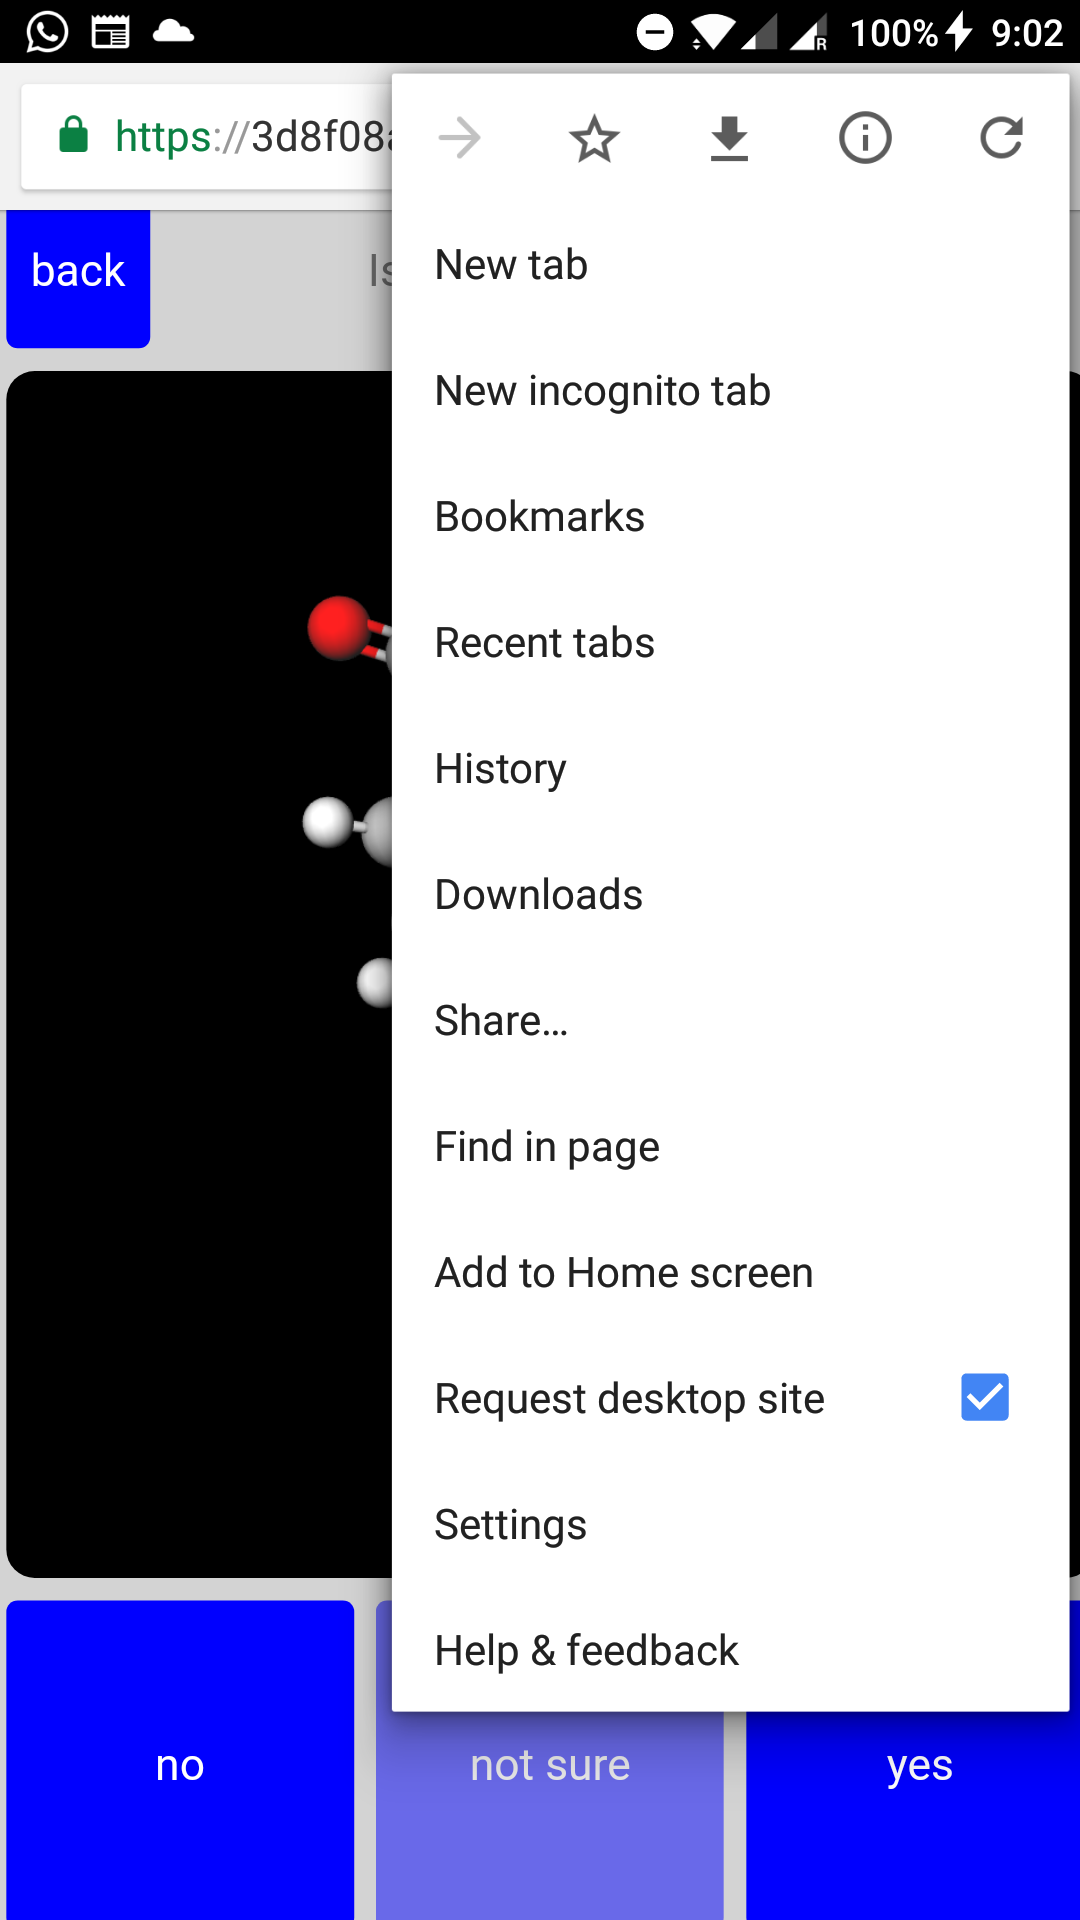 100% 9:02
https://3d8f08
back
Is
New tab
New incognito tab
Bookmarks
Recent tabs
History
Downloads
Share…
Find in page
Add to Home screen
Request desktop site
Settings
Help & feedback
no
not sure
yes